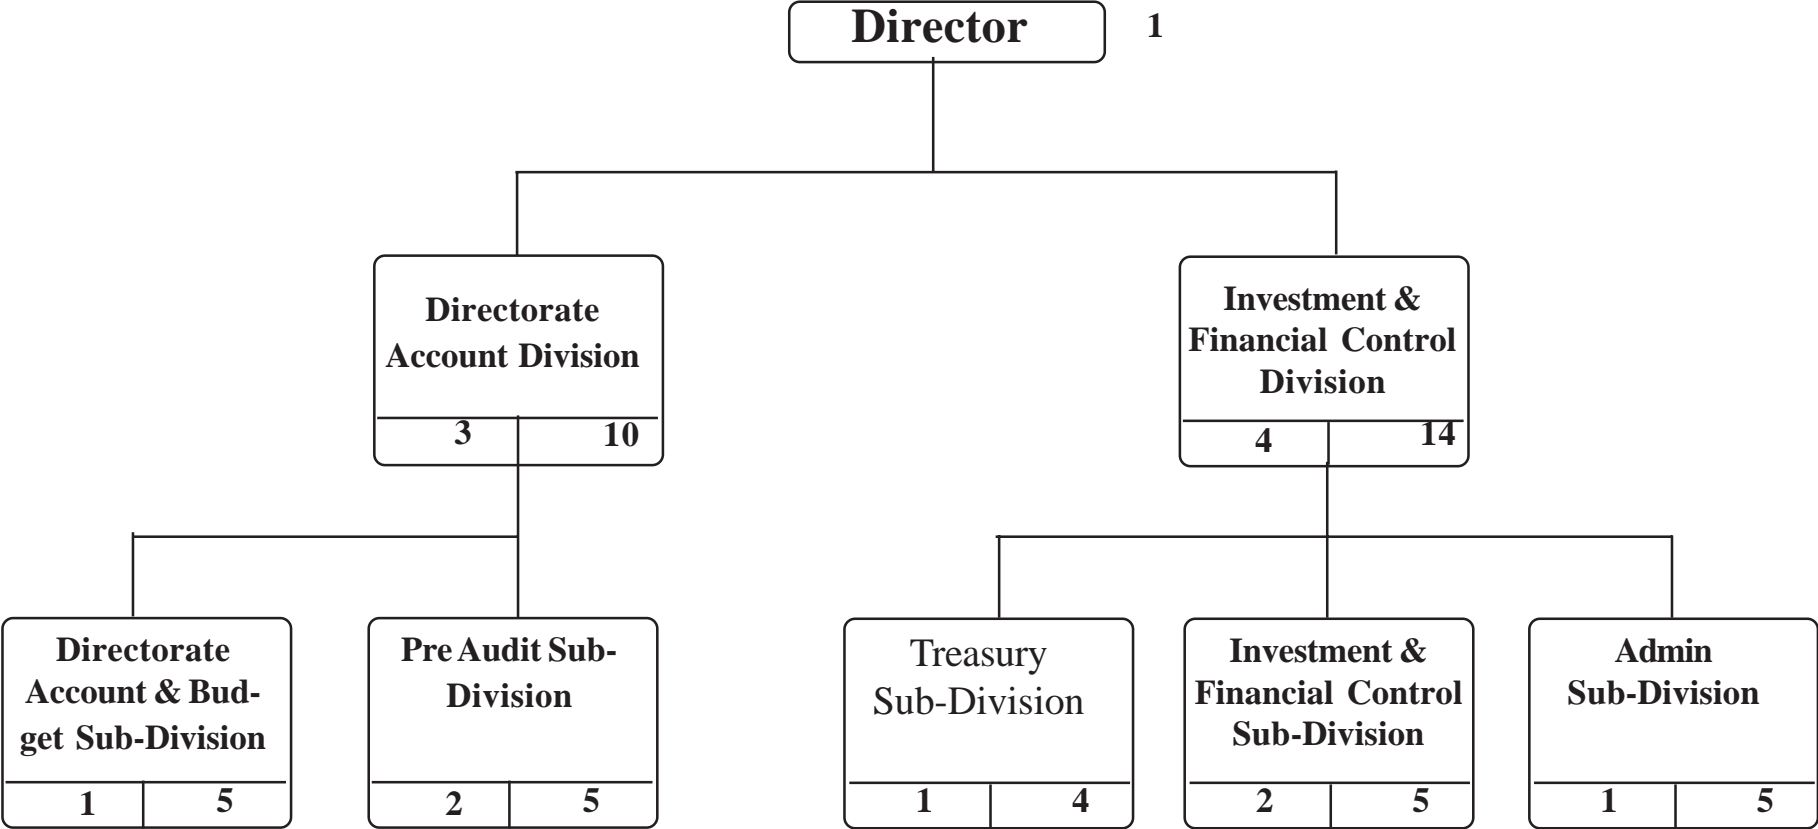 Director 1
Directorate
Account Division
3 10
Investment &
Financial Control
Division
4 14
Directorate
Account & Bud-
get Sub-Division
1 5
Pre Audit Sub-
Division
2 5
Treasury
Sub-Division
1 4
Investment &
Financial Control
Sub-Division
2 5
Admin
Sub-Division
1 5